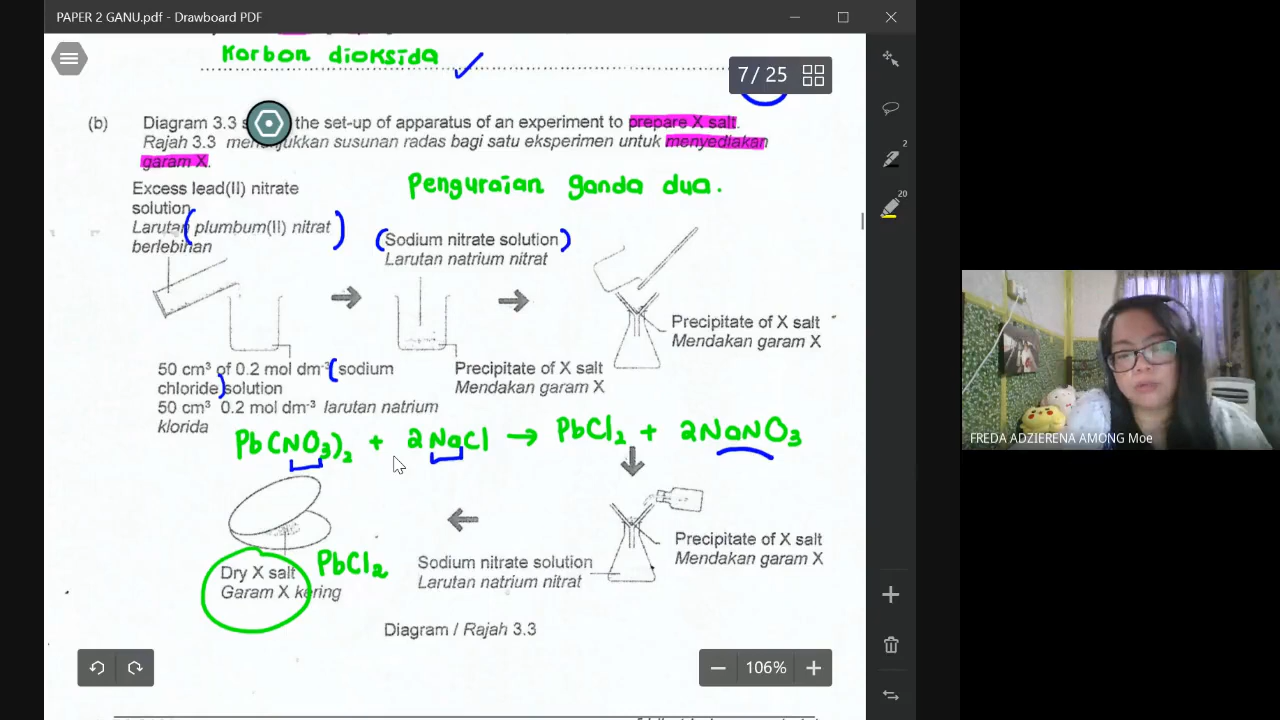 PAPER 2 GANU.pdf - Drawboard PDF
Karbon dioksida
7 / 25
(b) Diagram 3.3 the set-up of apparatus of an experiment to prepare X salt.
Rajah 3.3 menunjukkan susunan radas bagi satu eksperimen untuk menyediakan
garam X.
Excess lead(II) nitrate
solution
Larutan plumbum(II) nitrat
berlebihan
Penguraian ganda dua.
(Sodium nitrate solution)
Larutan natrium nitrat
Precipitate of X salt
Mendakan garam X
50 cm³ of 0.2 mol dm⁻³ (sodium
chloride) solution
50 cm³ 0.2 mol dm⁻³ larutan natrium
klorida
Precipitate of X salt
Mendakan garam X
Pb(NO₃)₂ + 2NaCl → PbCl₂ + 2NaNO₃
Dry X salt
Garam X kering
PbCl₂
Sodium nitrate solution
Larutan natrium nitrat
Precipitate of X salt
Mendakan garam X
Diagram / Rajah 3.3
106%
2
20
FREDA ADZIERENA AMONG Moe